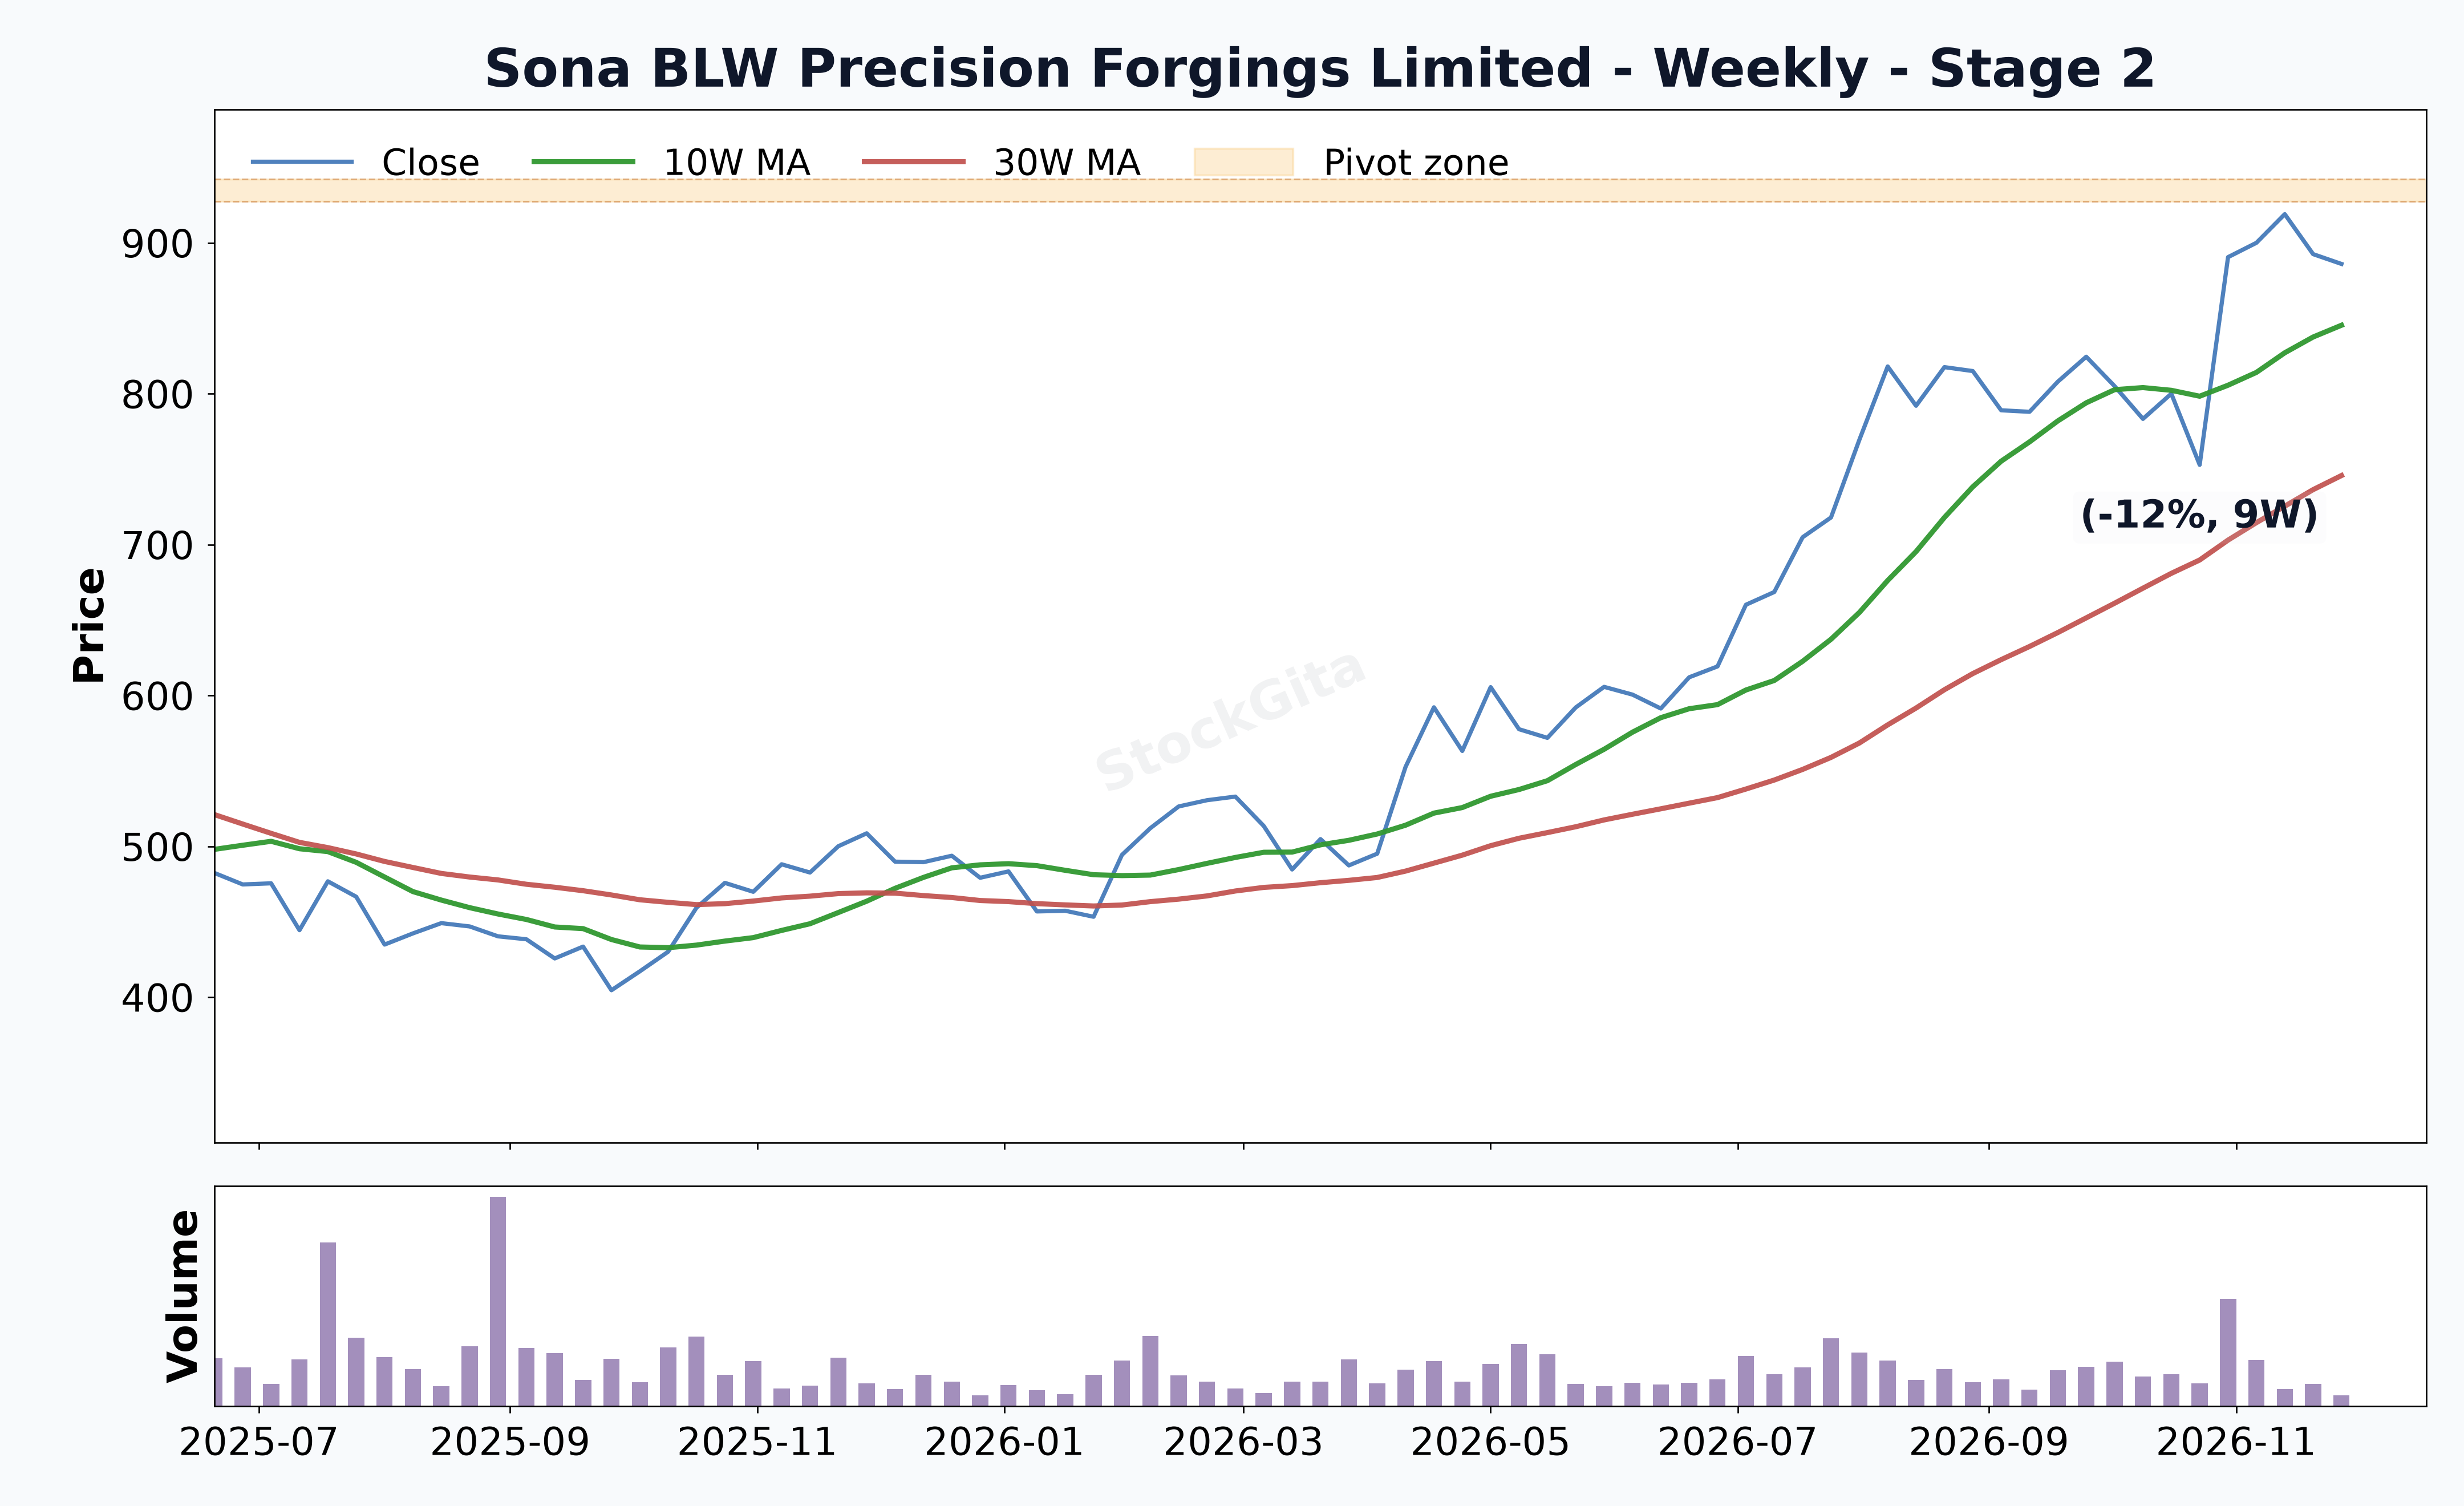 Sona BLW Precision Forgings Limited - Weekly - Stage 2
Close 10W MA 30W MA Pivot zone
900
800
700
600
500
400
Price
(-12%, 9W)
StockGita
Volume
2025-07 2025-09 2025-11 2026-01 2026-03 2026-05 2026-07 2026-09 2026-11